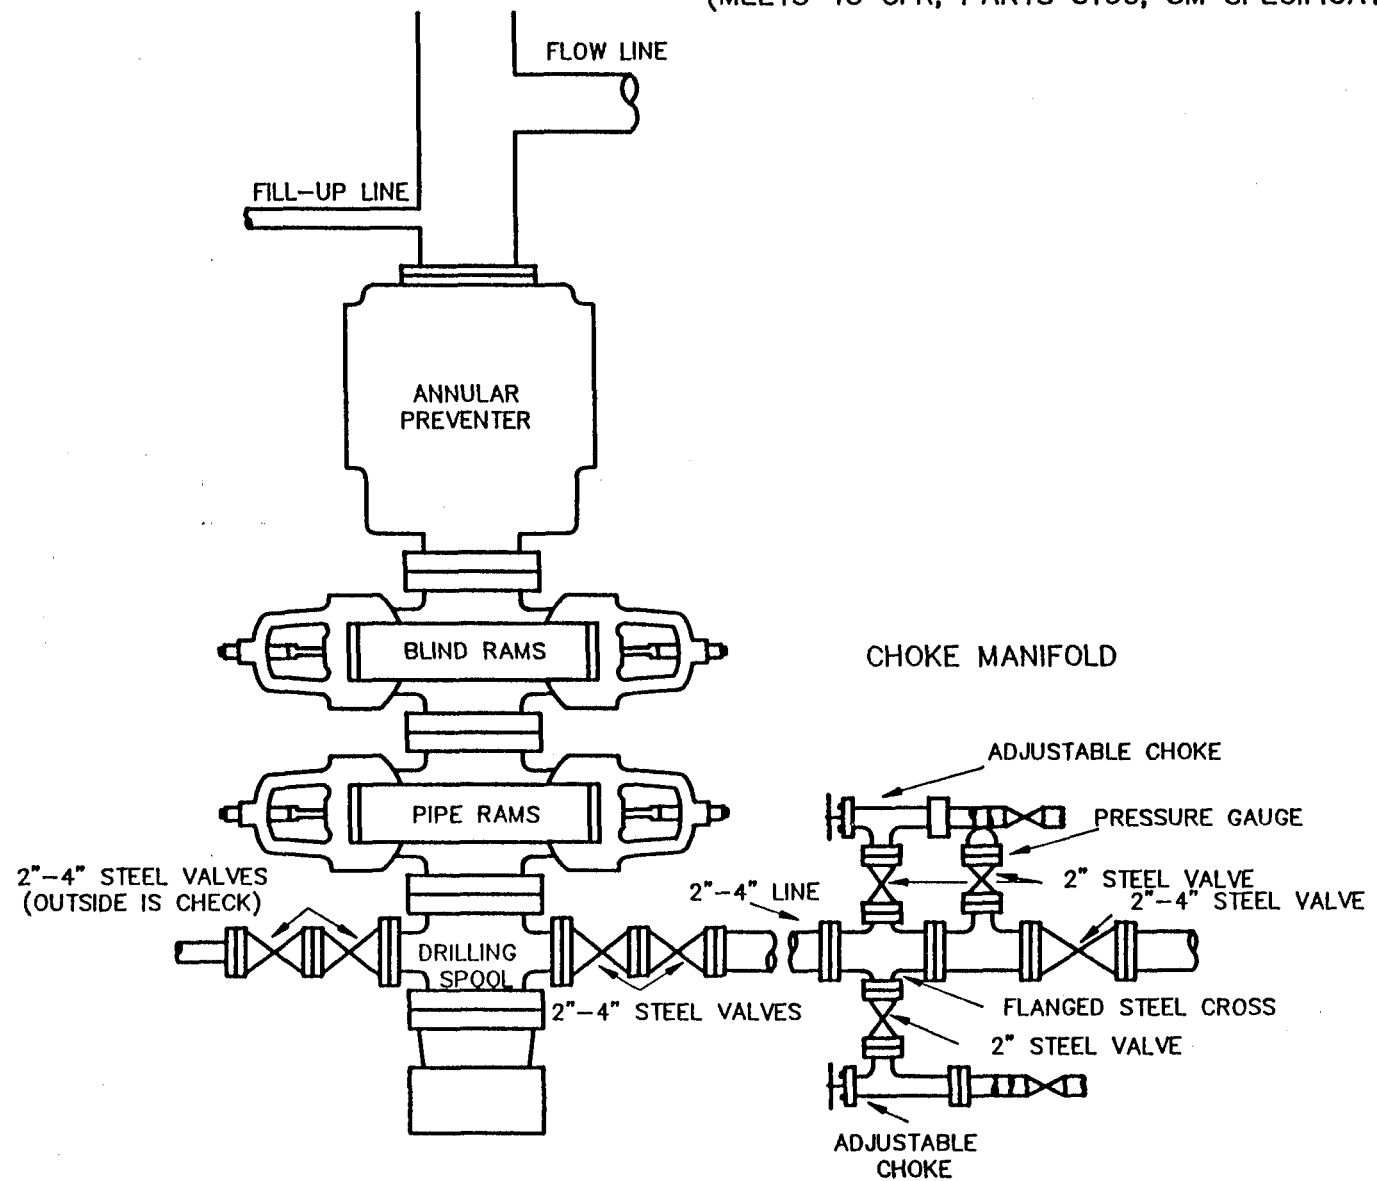 FLOW LINE
FILL-UP LINE
ANNULAR
PREVENTER
BLIND RAMS
CHOKE MANIFOLD
ADJUSTABLE CHOKE
PIPE RAMS
PRESSURE GAUGE
2"-4" STEEL VALVES
(OUTSIDE IS CHECK)
2"-4" LINE
2" STEEL VALVE
2"-4" STEEL VALVE
DRILLING
SPOOL
2"-4" STEEL VALVES
FLANGED STEEL CROSS
2" STEEL VALVE
ADJUSTABLE
CHOKE